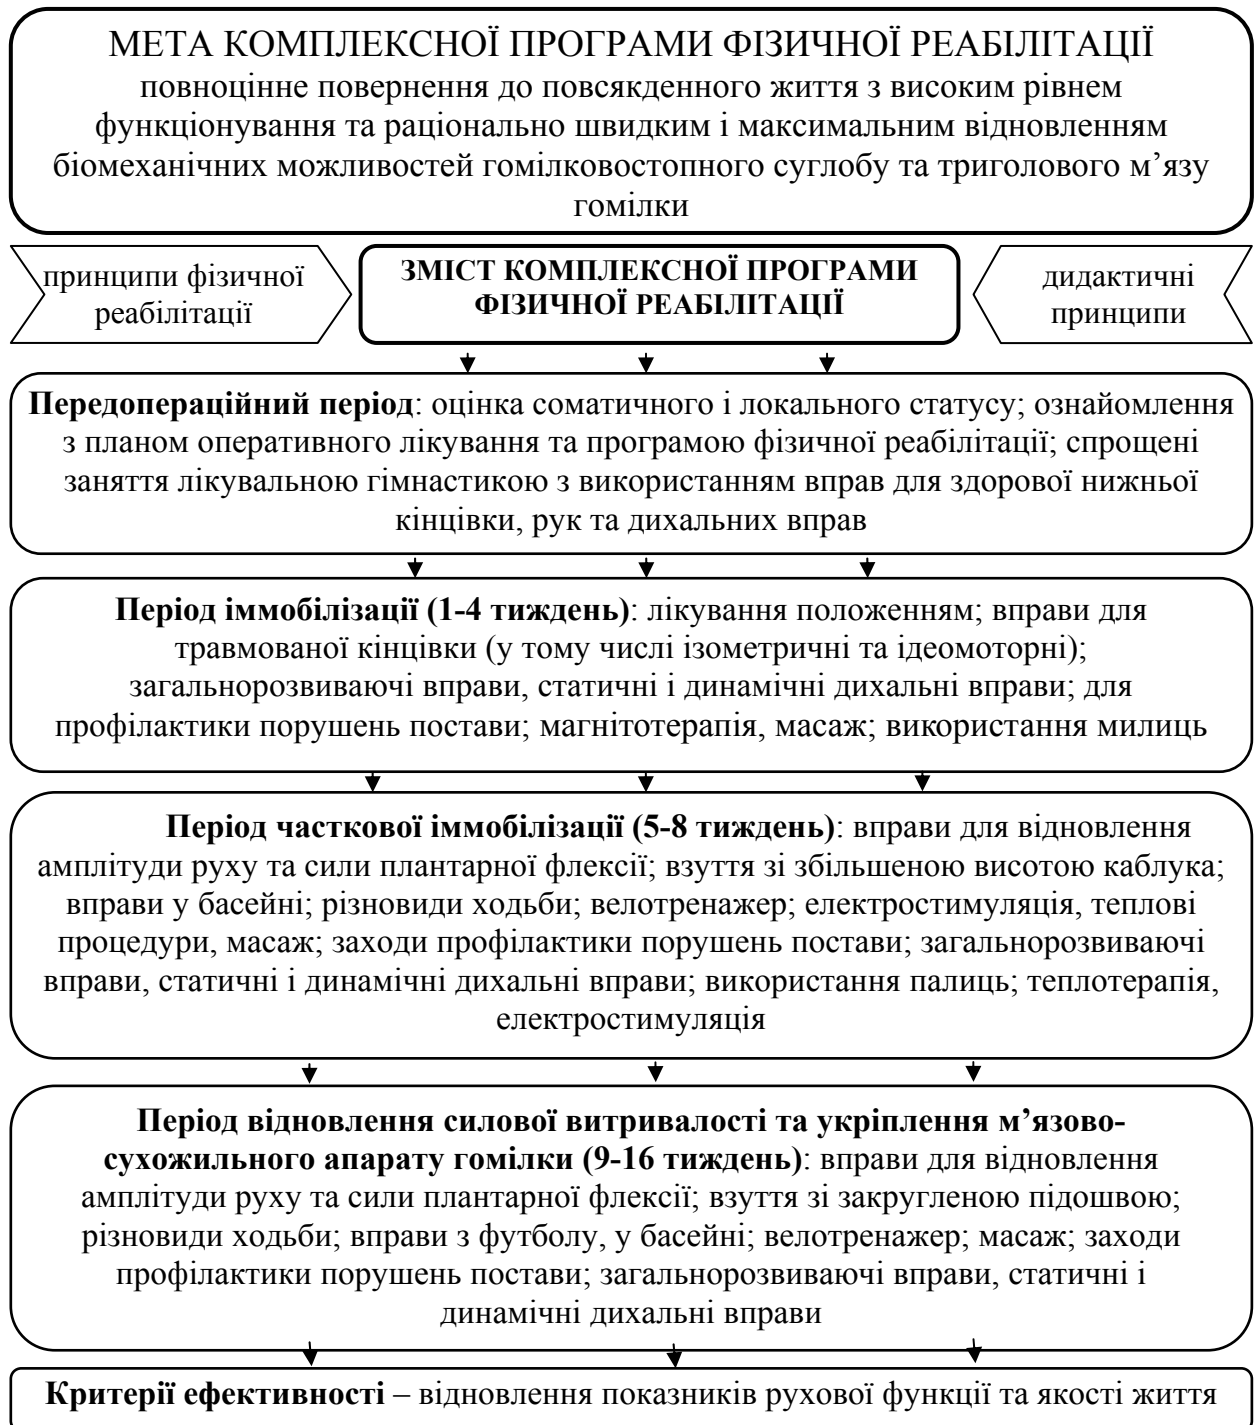 МЕТА КОМПЛЕКСНОЇ ПРОГРАМИ ФІЗИЧНОЇ РЕАБІЛІТАЦІЇ
повноцінне повернення до повсякденного життя з високим рівнем
функціонування та раціонально швидким і максимальним відновленням
біомеханічних можливостей гомілковостопного суглобу та триголового м’язу
гомілки
принципи фізичної
реабілітації
ЗМІСТ КОМПЛЕКСНОЇ ПРОГРАМИ
ФІЗИЧНОЇ РЕАБІЛІТАЦІЇ
дидактичні
принципи
Передопераційний період: оцінка соматичного і локального статусу; ознайомлення
з планом оперативного лікування та програмою фізичної реабілітації; спрощені
заняття лікувальною гімнастикою з використанням вправ для здорової нижньої
кінцівки, рук та дихальних вправ
Період іммобілізації (1-4 тиждень): лікування положенням; вправи для
травмованої кінцівки (у тому числі ізометричні та ідеомоторні);
загальнорозвиваючі вправи, статичні і динамічні дихальні вправи; для
профілактики порушень постави; магнітотерапія, масаж; використання милиць
Період часткової іммобілізації (5-8 тиждень): вправи для відновлення
амплітуди руху та сили плантарної флексії; взуття зі збільшеною висотою каблука;
вправи у басейні; різновиди ходьби; велотренажер; електростимуляція, теплові
процедури, масаж; заходи профілактики порушень постави; загальнорозвиваючі
вправи, статичні і динамічні дихальні вправи; використання палиць; теплотерапія,
електростимуляція
Період відновлення силової витривалості та укріплення м’язово-
сухожильного апарату гомілки (9-16 тиждень): вправи для відновлення
амплітуди руху та сили плантарної флексії; взуття зі закругленою підошвою;
різновиди ходьби; вправи з футболу, у басейні; велотренажер; масаж; заходи
профілактики порушень постави; загальнорозвиваючі вправи, статичні і
динамічні дихальні вправи
Критерії ефективності – відновлення показників рухової функції та якості життя